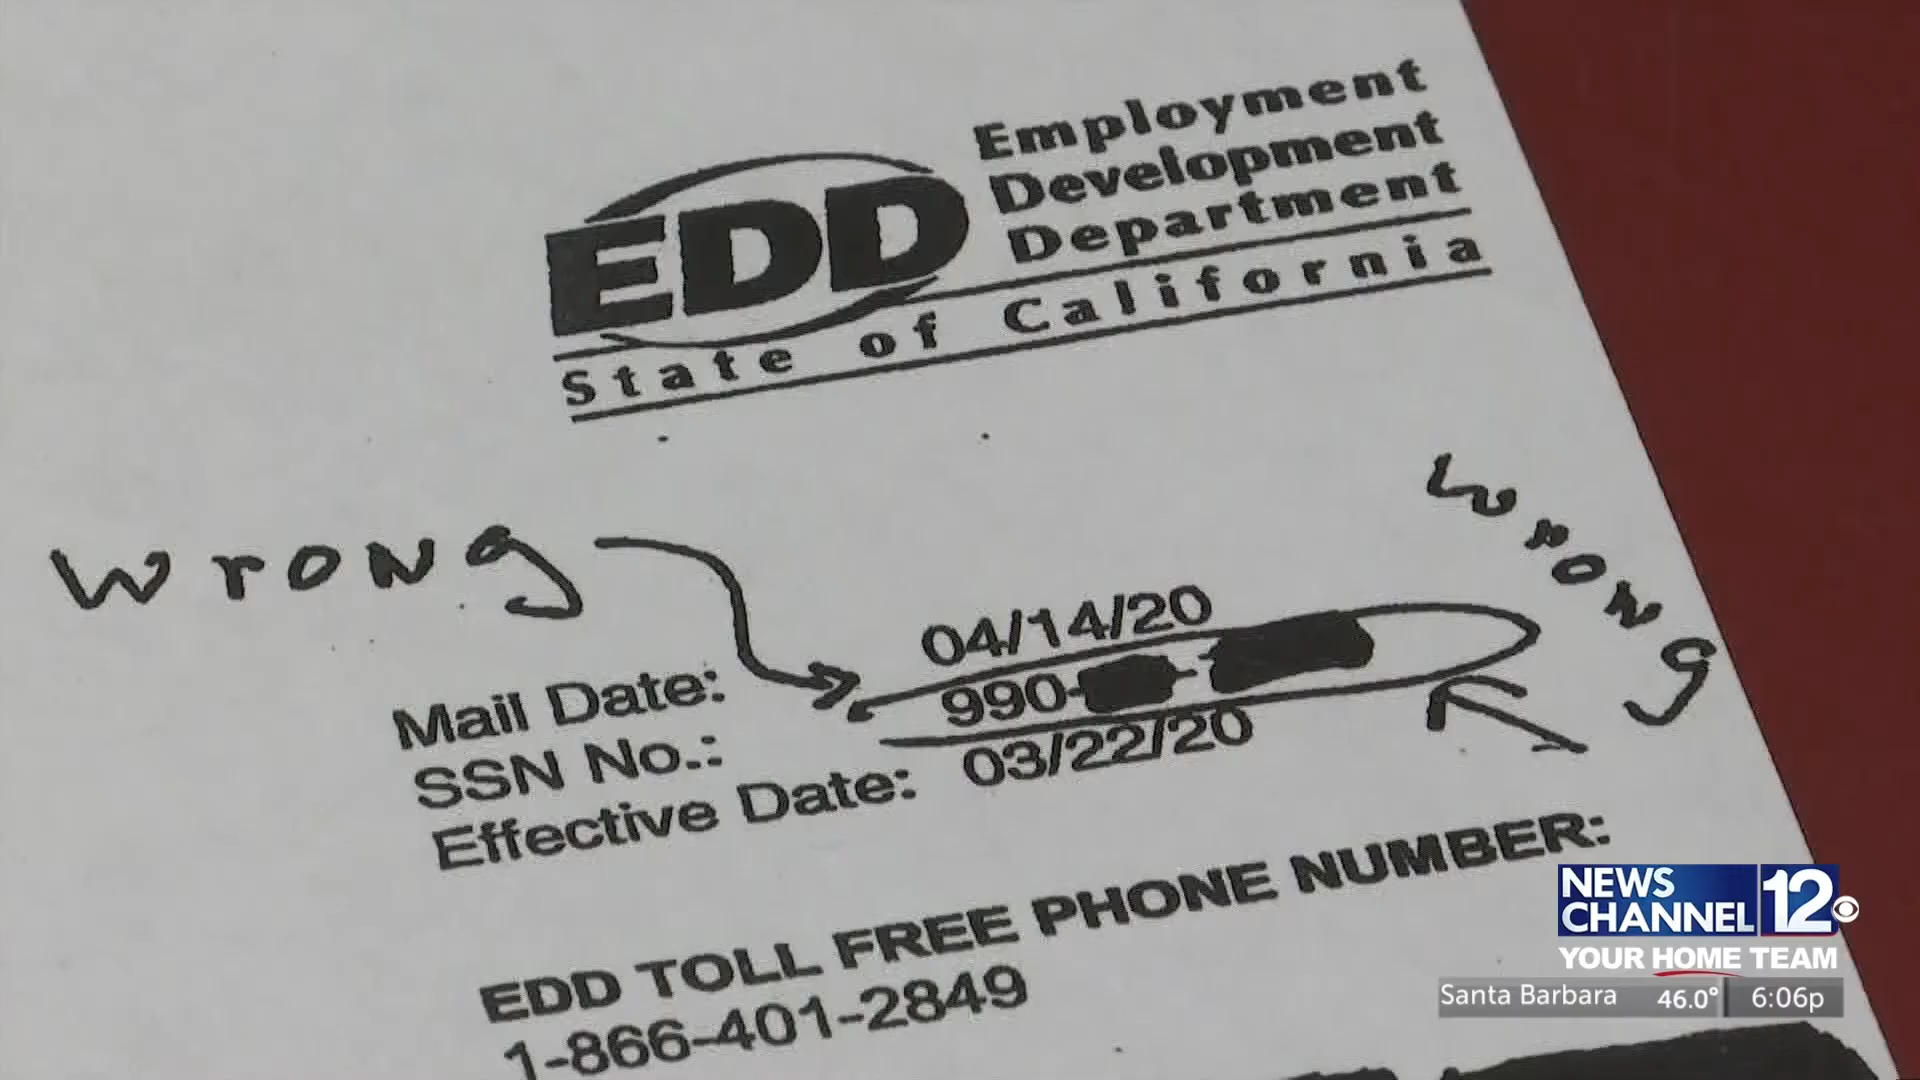 EDD
Employment
Development
Department
State of California
wrong
wrong
Mail Date: 04/14/20
SSN No.: 990-
Effective Date: 03/22/20
EDD TOLL FREE PHONE NUMBER:
1-866-401-2849
NEWS
CHANNEL 12
YOUR HOME TEAM
Santa Barbara 46.0° 6:06p